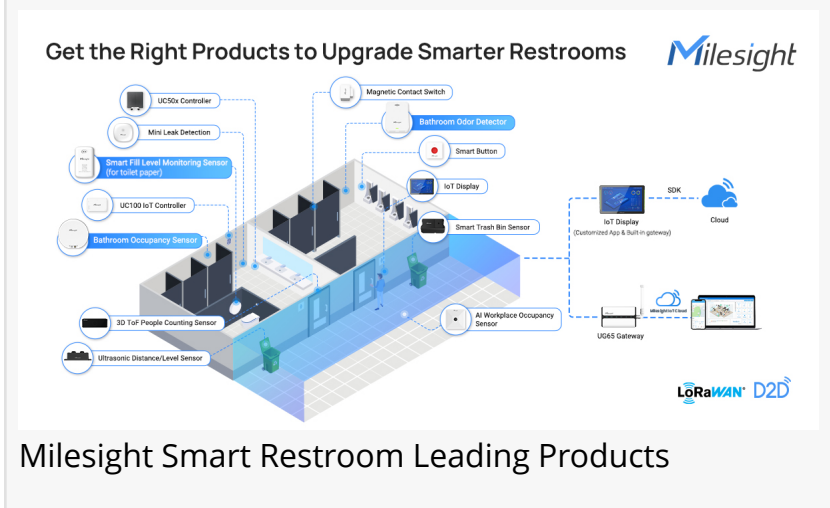 Get the Right Products to Upgrade Smarter Restrooms
Milesight
UC50x Controller
Mini Leak Detection
Smart Fill Level Monitoring Sensor
(for toilet paper)
UC100 IoT Controller
Bathroom Occupancy Sensor
3D ToF People Counting Sensor
Ultrasonic Distance/Level Sensor
Magnetic Contact Switch
Bathroom Odor Detector
Smart Button
IoT Display
Smart Trash Bin Sensor
AI Workplace Occupancy
Sensor
IoT Display
(Customized App & Built-in gateway)
SDK
Cloud
UG65 Gateway
Milesight IoT Cloud
LoRaWAN®
D2D
Milesight Smart Restroom Leading Products